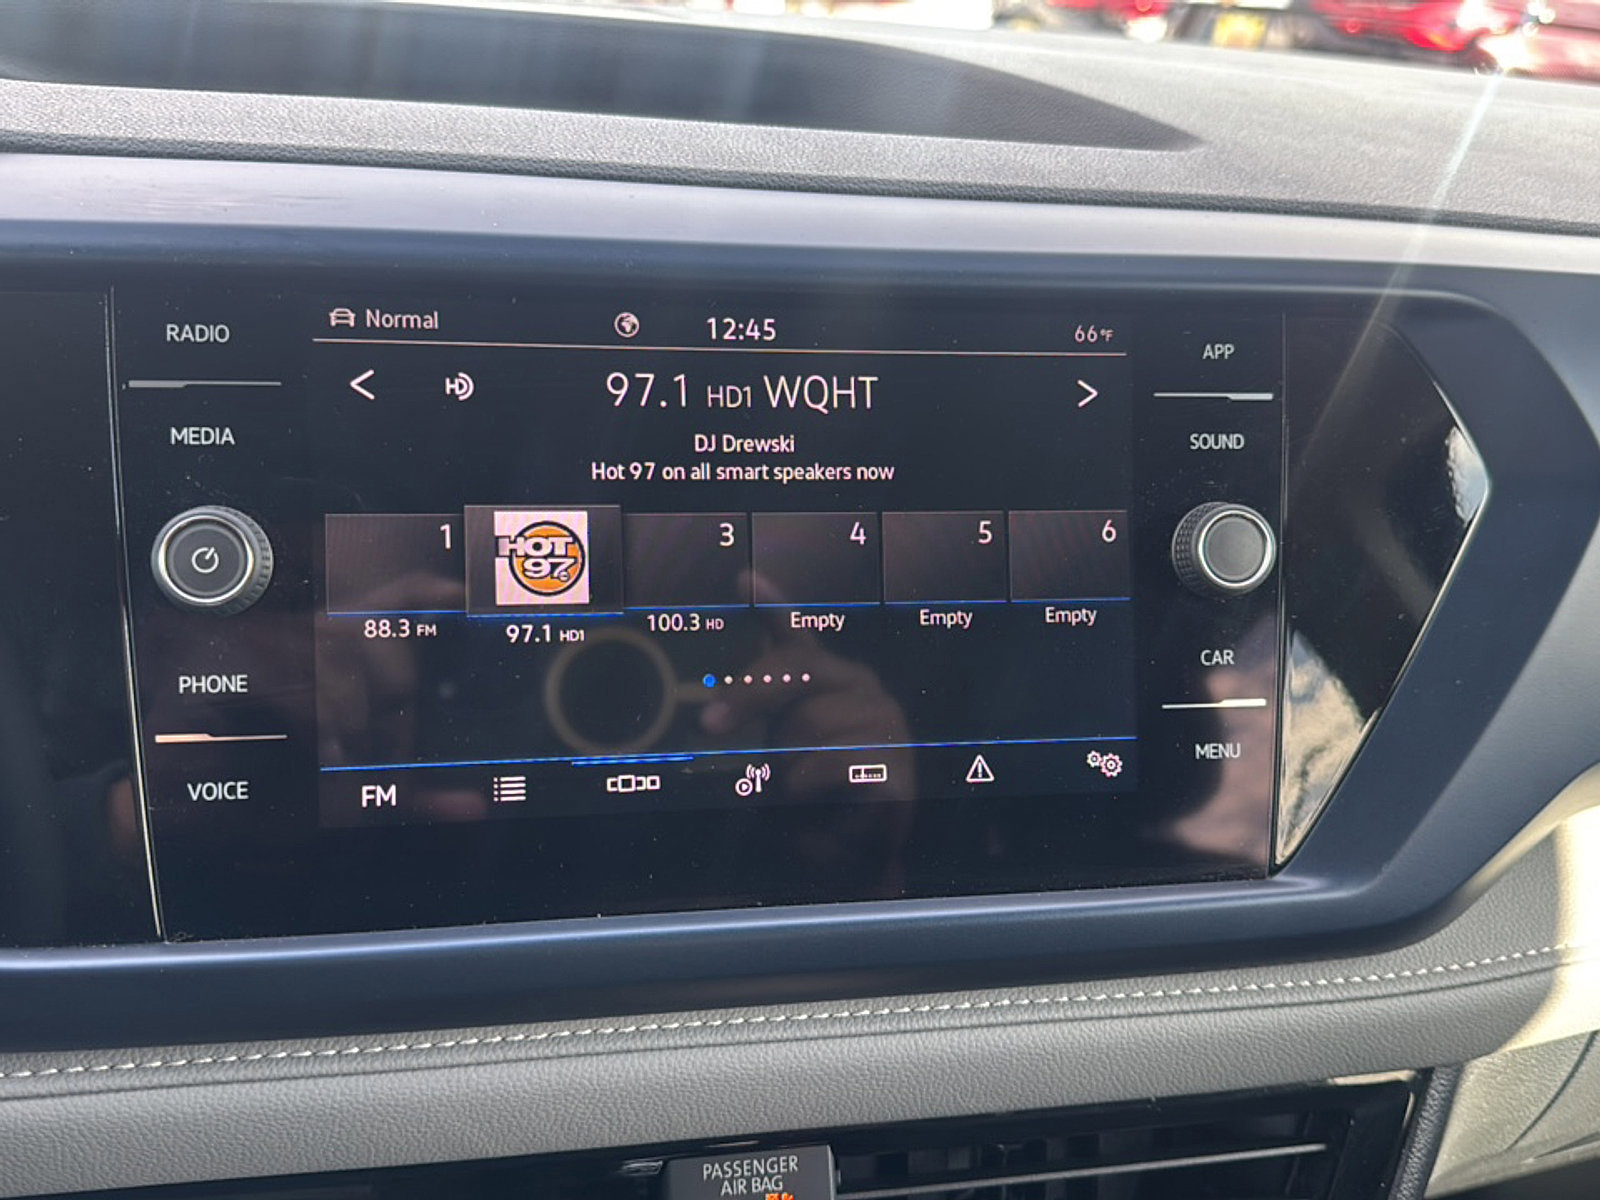 RADIO
MEDIA
PHONE
VOICE
Normal
12:45
66°F
97.1 HD1 WQHT
DJ Drewski
Hot 97 on all smart speakers now
1
HOT
97
3
4
5
6
88.3 FM
97.1 HD1
100.3 HD
Empty
Empty
Empty
FM
APP
SOUND
CAR
MENU
PASSENGER
AIR BAG